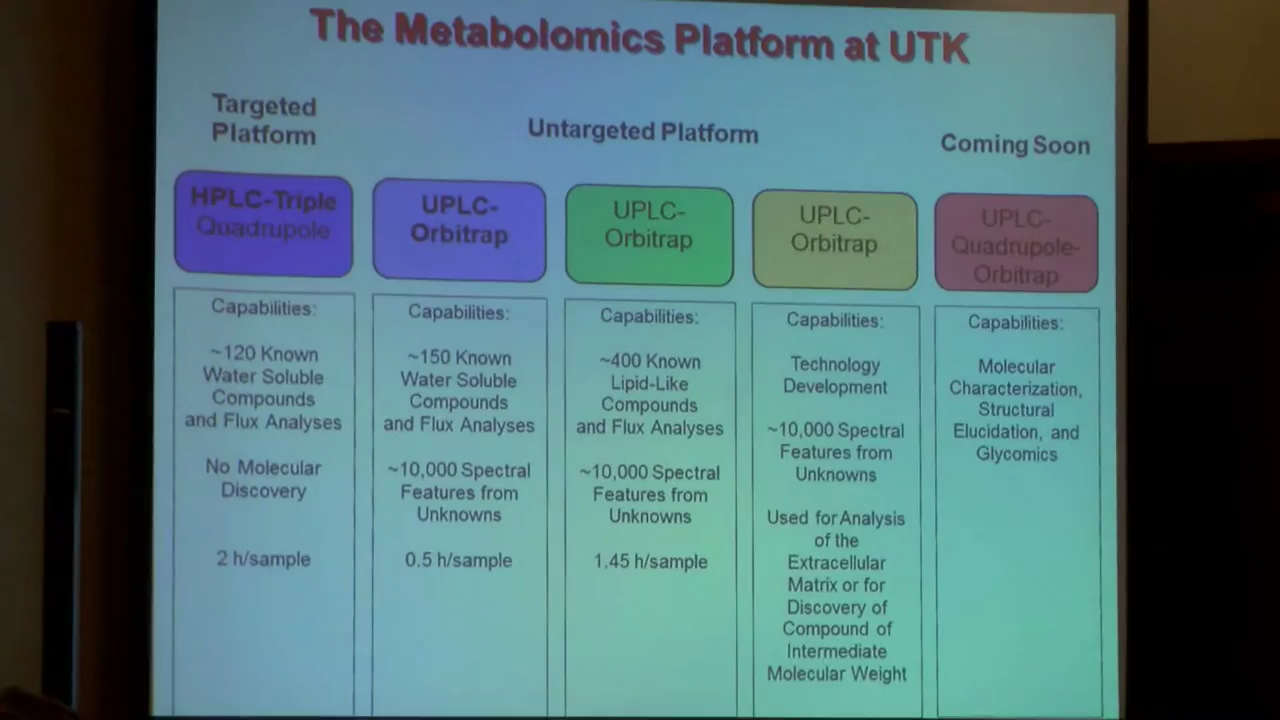 The Metabolomics Platform at UTK
Targeted
Platform
Untargeted Platform
Coming Soon
HPLC-Triple
Quadrupole
UPLC-
Orbitrap
UPLC-
Orbitrap
UPLC-
Orbitrap
UPLC-
Quadrupole-
Orbitrap
Capabilities:
~120 Known
Water Soluble
Compounds
and Flux Analyses
No Molecular
Discovery
2 h/sample
Capabilities:
~150 Known
Water Soluble
Compounds
and Flux Analyses
~10,000 Spectral
Features from
Unknowns
0.5 h/sample
Capabilities:
~400 Known
Lipid-Like
Compounds
and Flux Analyses
~10,000 Spectral
Features from
Unknowns
1.45 h/sample
Capabilities:
Technology
Development
~10,000 Spectral
Features from
Unknowns
Used for Analysis
of the
Extracellular
Matrix or for
Discovery of
Compound of
Intermediate
Molecular Weight
Capabilities:
Molecular
Characterization,
Structural
Elucidation, and
Glycomics